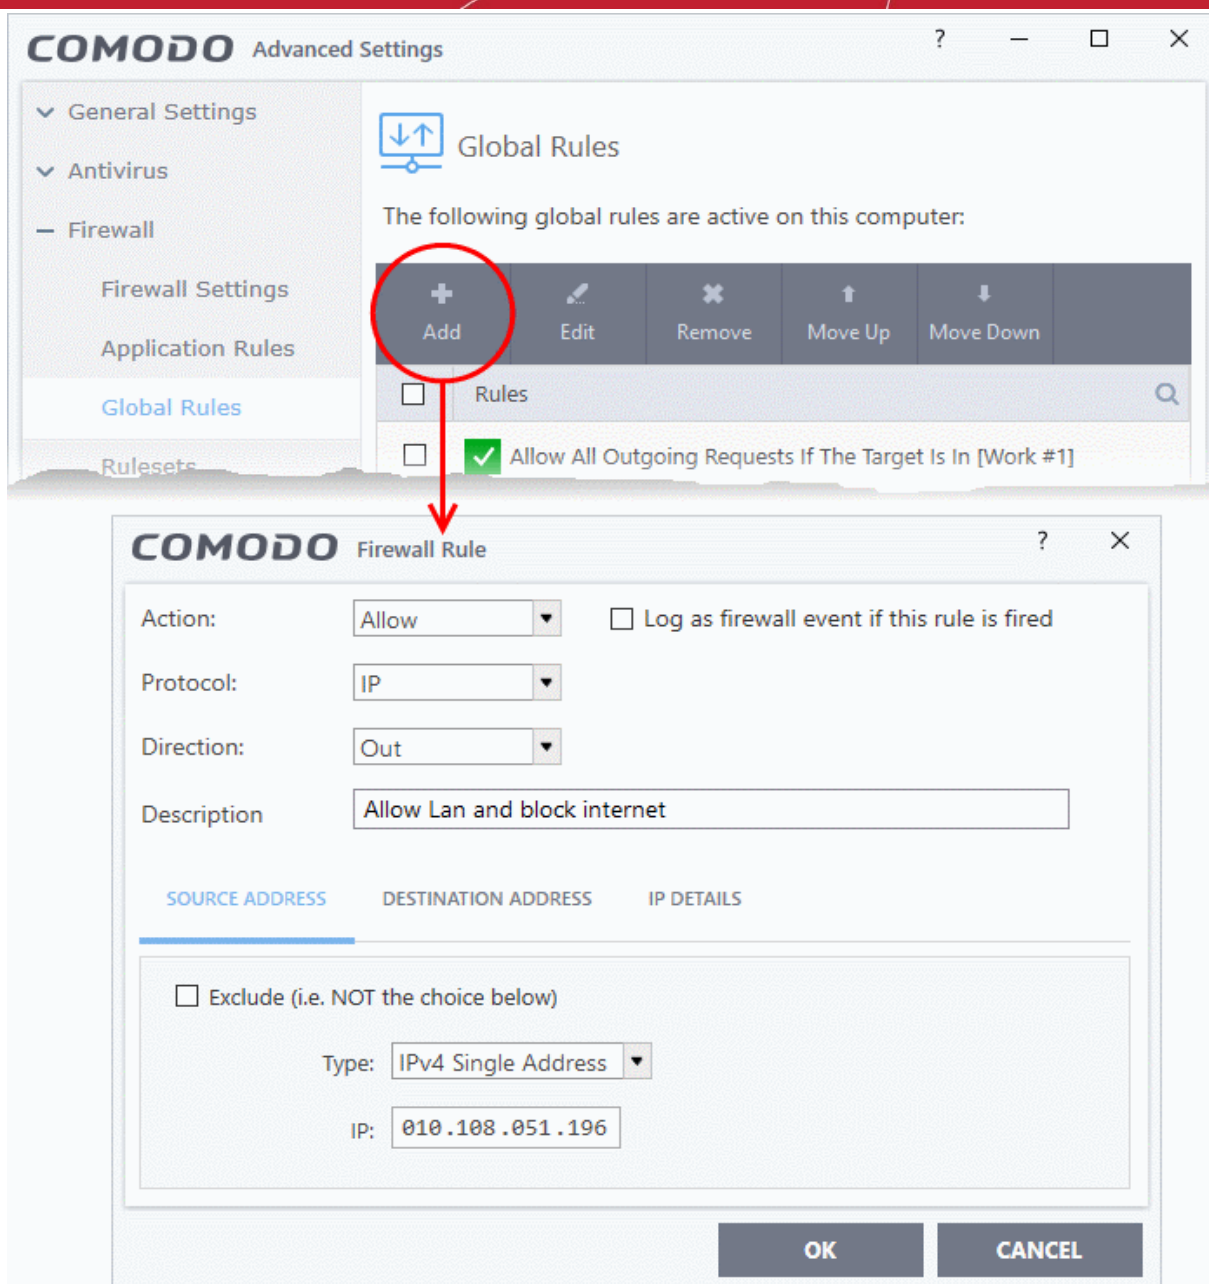 COMODO Advanced Settings ?
General Settings
Antivirus
Firewall
Firewall Settings
Application Rules
Global Rules
Rulesets
Global Rules
The following global rules are active on this computer:
Add Edit Remove Move Up Move Down
Rules
Allow All Outgoing Requests If The Target Is In [Work #1]
COMODO Firewall Rule ?
Action: Allow Log as firewall event if this rule is fired
Protocol: IP
Direction: Out
Description Allow Lan and block internet
SOURCE ADDRESS DESTINATION ADDRESS IP DETAILS
Exclude (i.e. NOT the choice below)
Type: IPv4 Single Address
IP: 010.108.051.196
OK CANCEL